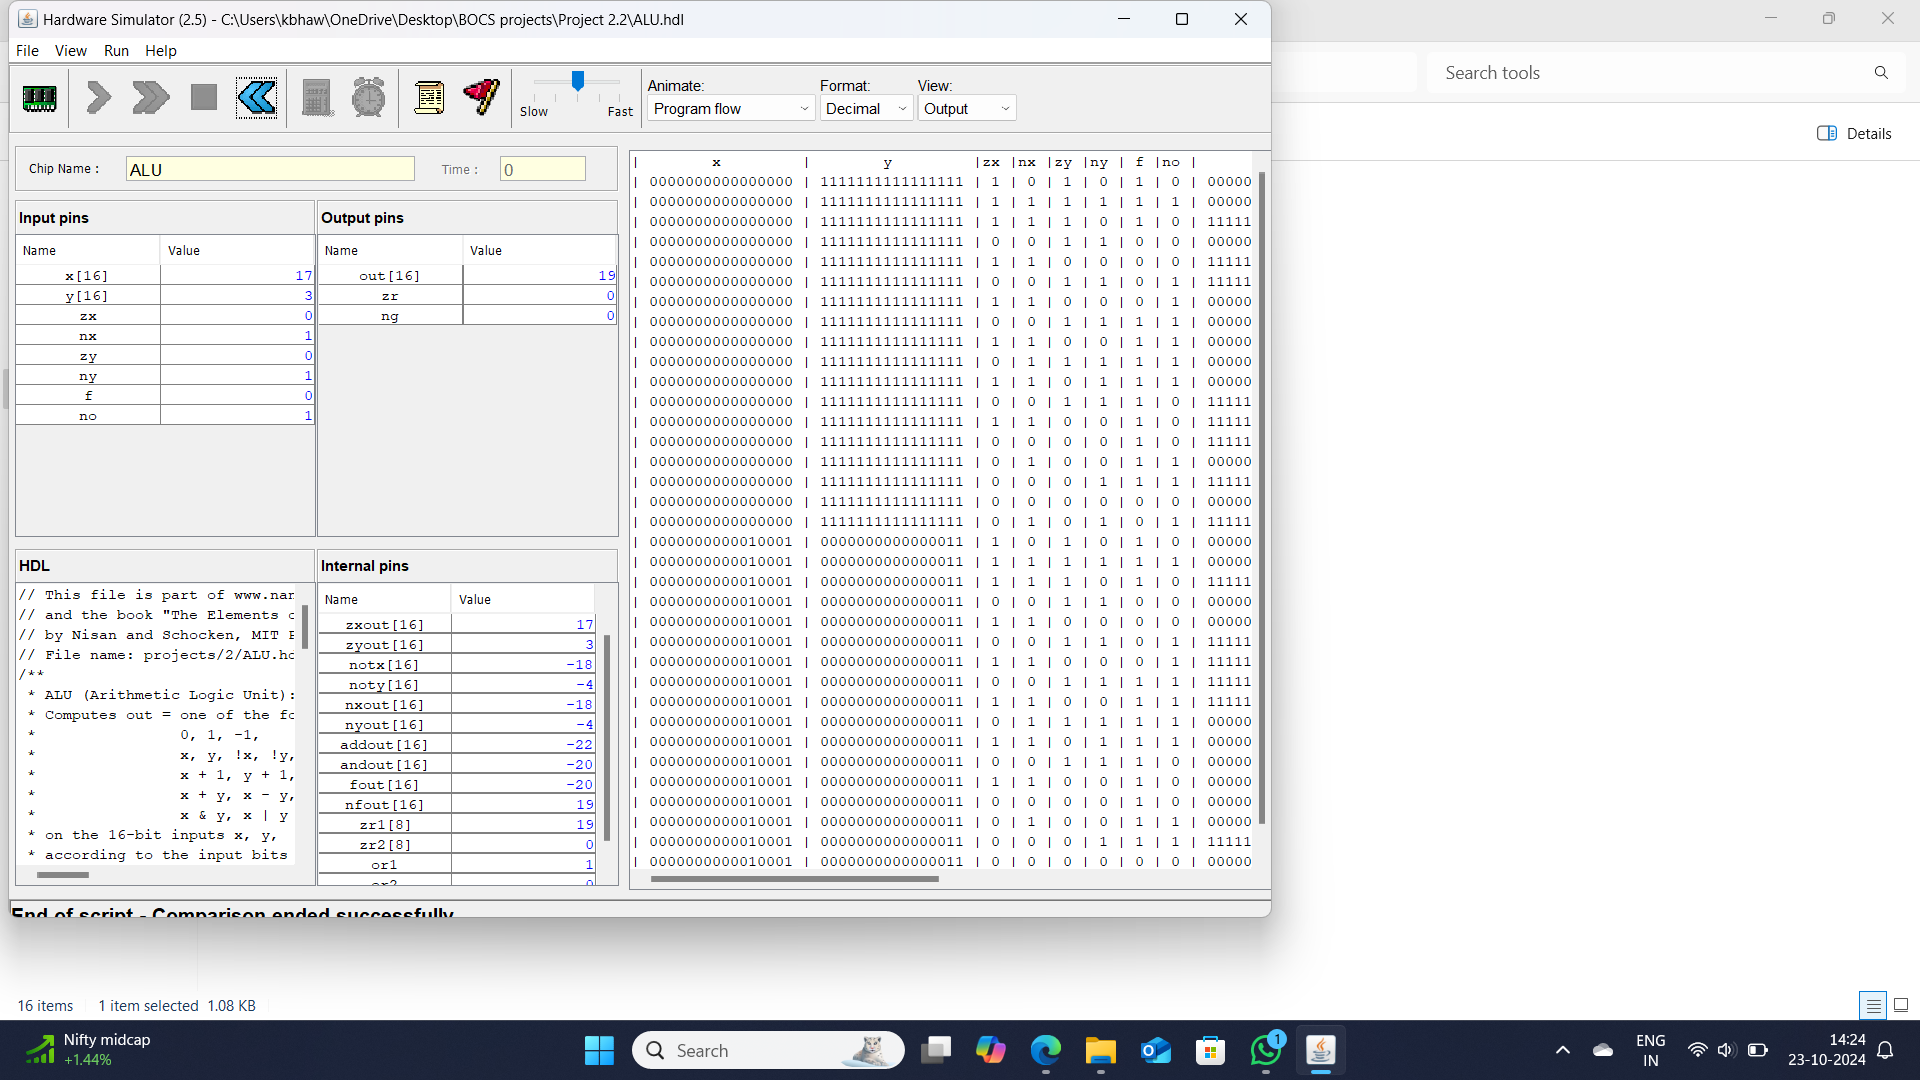 Hardware Simulator (2.5) - C:\Users\kbhaw\OneDrive\Desktop\BOCS projects\Project 2.2\ALU.hdl
File View Run Help
Search tools
Slow Fast
Animate: Format: View:
Program flow Decimal Output
Details
Chip Name : ALU Time : 0
Input pins
Name Value
x[16] 17
y[16] 3
zx 0
nx 1
zy 0
ny 1
f 0
no 1
Output pins
Name Value
out[16] 19
zr 0
ng 0
HDL
// This file is part of www.nan
// and the book "The Elements o
// by Nisan and Schocken, MIT P
// File name: projects/2/ALU.hd
/**
* ALU (Arithmetic Logic Unit):
* Computes out = one of the fo
* 0, 1, -1,
* x, y, !x, !y,
* x + 1, y + 1,
* x + y, x - y,
* x & y, x | y
* on the 16-bit inputs x, y,
* according to the input bits
Internal pins
Name Value
zxout[16] 17
zyout[16] 3
notx[16] -18
noty[16] -4
nxout[16] -18
nyout[16] -4
addout[16] -22
andout[16] -20
fout[16] -20
nfout[16] 19
zr1[8] 19
zr2[8] 0
or1 1
or2 0
| x | y |zx |nx |zy |ny | f |no |
| 0000000000000000 | 1111111111111111 | 1 | 0 | 1 | 0 | 1 | 0 | 00000
| 0000000000000000 | 1111111111111111 | 1 | 1 | 1 | 1 | 1 | 1 | 00000
| 0000000000000000 | 1111111111111111 | 1 | 1 | 1 | 0 | 1 | 0 | 11111
| 0000000000000000 | 1111111111111111 | 0 | 0 | 1 | 1 | 0 | 0 | 00000
| 0000000000000000 | 1111111111111111 | 1 | 1 | 0 | 0 | 0 | 0 | 11111
| 0000000000000000 | 1111111111111111 | 0 | 0 | 1 | 1 | 0 | 1 | 11111
| 0000000000000000 | 1111111111111111 | 1 | 1 | 0 | 0 | 0 | 1 | 00000
| 0000000000000000 | 1111111111111111 | 0 | 0 | 1 | 1 | 1 | 1 | 00000
| 0000000000000000 | 1111111111111111 | 1 | 1 | 0 | 0 | 1 | 1 | 00000
| 0000000000000000 | 1111111111111111 | 0 | 1 | 1 | 1 | 1 | 1 | 00000
| 0000000000000000 | 1111111111111111 | 1 | 1 | 0 | 1 | 1 | 1 | 00000
| 0000000000000000 | 1111111111111111 | 0 | 0 | 1 | 1 | 1 | 0 | 11111
| 0000000000000000 | 1111111111111111 | 1 | 1 | 0 | 0 | 1 | 0 | 11111
| 0000000000000000 | 1111111111111111 | 0 | 0 | 0 | 0 | 1 | 0 | 11111
| 0000000000000000 | 1111111111111111 | 0 | 1 | 0 | 0 | 1 | 1 | 00000
| 0000000000000000 | 1111111111111111 | 0 | 0 | 0 | 1 | 1 | 1 | 11111
| 0000000000000000 | 1111111111111111 | 0 | 0 | 0 | 0 | 0 | 0 | 00000
| 0000000000000000 | 1111111111111111 | 0 | 1 | 0 | 1 | 0 | 1 | 11111
| 0000000000010001 | 0000000000000011 | 1 | 0 | 1 | 0 | 1 | 0 | 00000
| 0000000000010001 | 0000000000000011 | 1 | 1 | 1 | 1 | 1 | 1 | 00000
| 0000000000010001 | 0000000000000011 | 1 | 1 | 1 | 0 | 1 | 0 | 11111
| 0000000000010001 | 0000000000000011 | 0 | 0 | 1 | 1 | 0 | 0 | 00000
| 0000000000010001 | 0000000000000011 | 1 | 1 | 0 | 0 | 0 | 0 | 00000
| 0000000000010001 | 0000000000000011 | 0 | 0 | 1 | 1 | 0 | 1 | 11111
| 0000000000010001 | 0000000000000011 | 1 | 1 | 0 | 0 | 0 | 1 | 11111
| 0000000000010001 | 0000000000000011 | 0 | 0 | 1 | 1 | 1 | 1 | 11111
| 0000000000010001 | 0000000000000011 | 1 | 1 | 0 | 0 | 1 | 1 | 11111
| 0000000000010001 | 0000000000000011 | 0 | 1 | 1 | 1 | 1 | 1 | 00000
| 0000000000010001 | 0000000000000011 | 1 | 1 | 0 | 1 | 1 | 1 | 00000
| 0000000000010001 | 0000000000000011 | 0 | 0 | 1 | 1 | 1 | 0 | 00000
| 0000000000010001 | 0000000000000011 | 1 | 1 | 0 | 0 | 1 | 0 | 00000
| 0000000000010001 | 0000000000000011 | 0 | 0 | 0 | 0 | 1 | 0 | 00000
| 0000000000010001 | 0000000000000011 | 0 | 1 | 0 | 0 | 1 | 1 | 00000
| 0000000000010001 | 0000000000000011 | 0 | 0 | 0 | 1 | 1 | 1 | 11111
| 0000000000010001 | 0000000000000011 | 0 | 0 | 0 | 0 | 0 | 0 | 00000
End of script - Comparison ended successfully
16 items 1 item selected 1.08 KB
Nifty midcap
+1.44%
Search
1
ENG
IN
14:24
23-10-2024